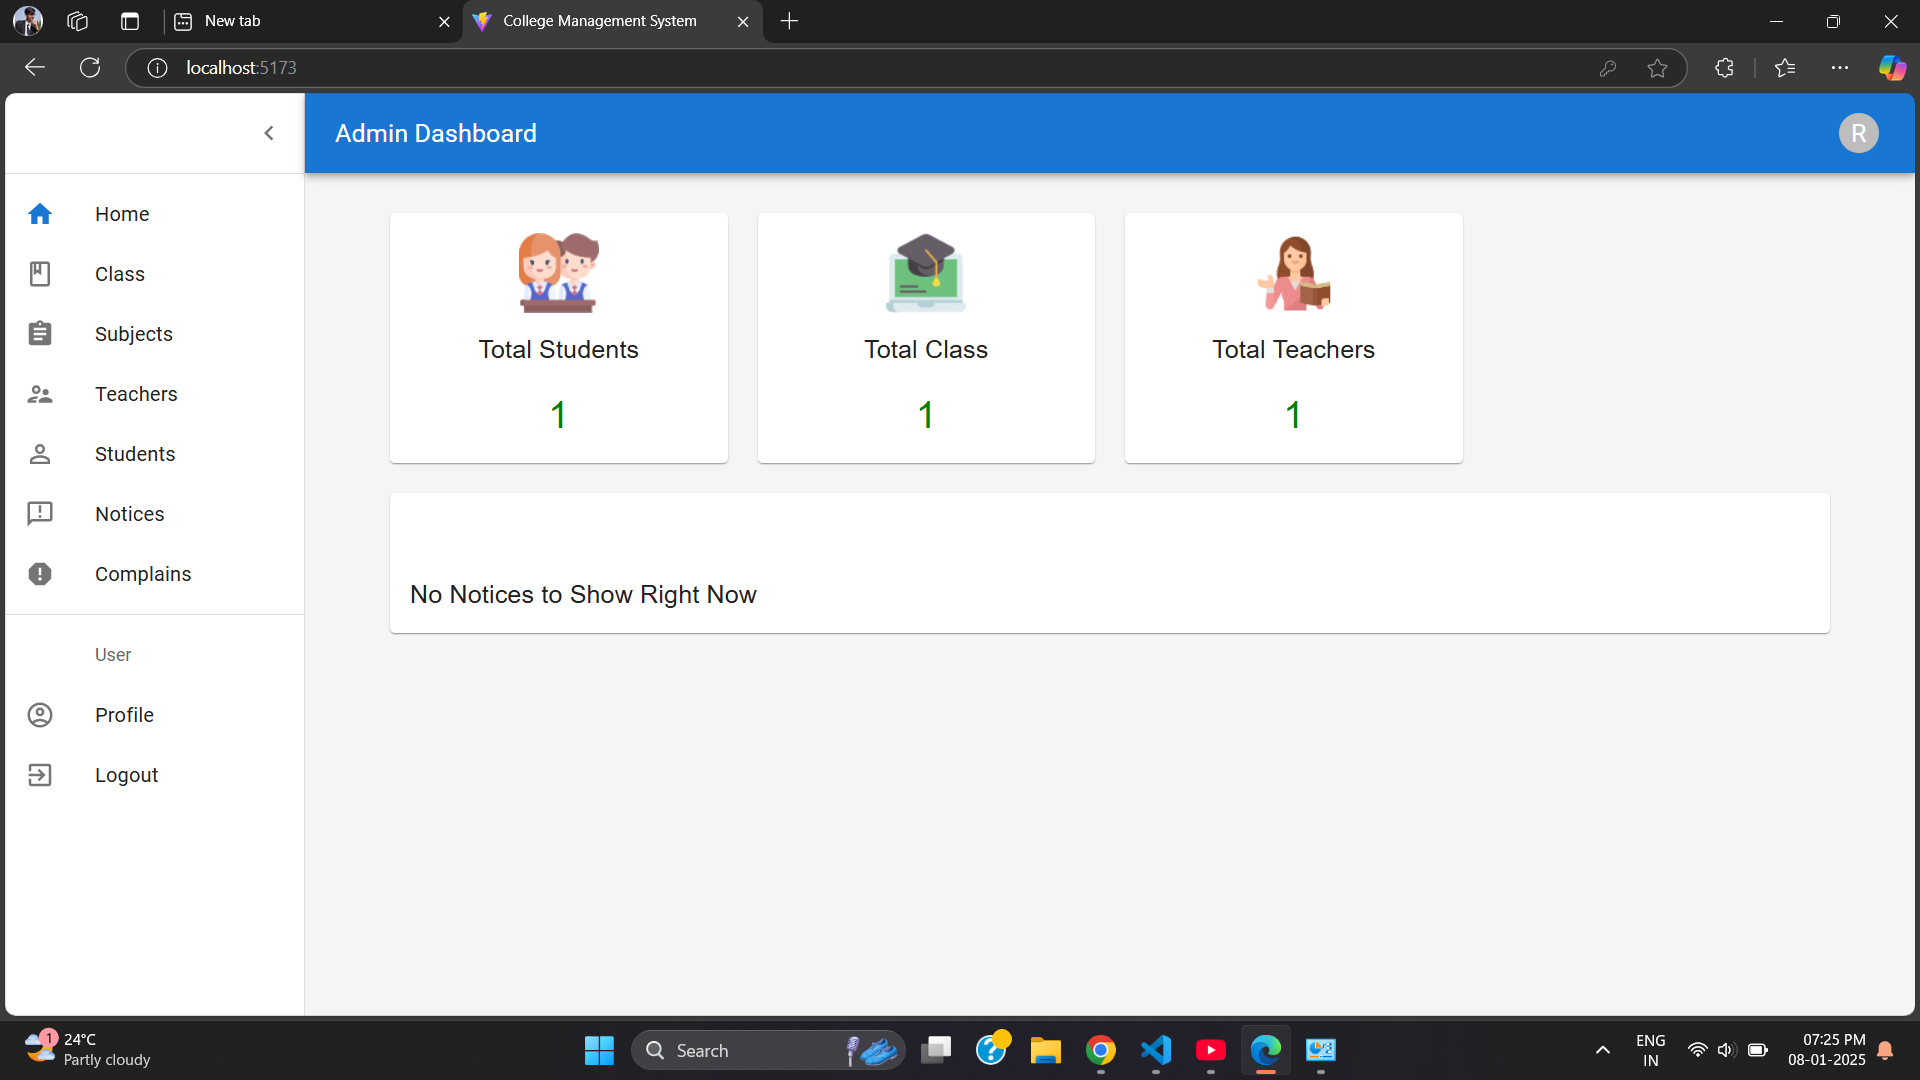 New tab
College Management System
localhost:5173
Admin Dashboard
R
Home
Class
Subjects
Teachers
Students
Notices
Complains
User
Profile
Logout
Total Students
1
Total Class
1
Total Teachers
1
No Notices to Show Right Now
1
24°C
Partly cloudy
Search
ENG
IN
07:25 PM
08-01-2025